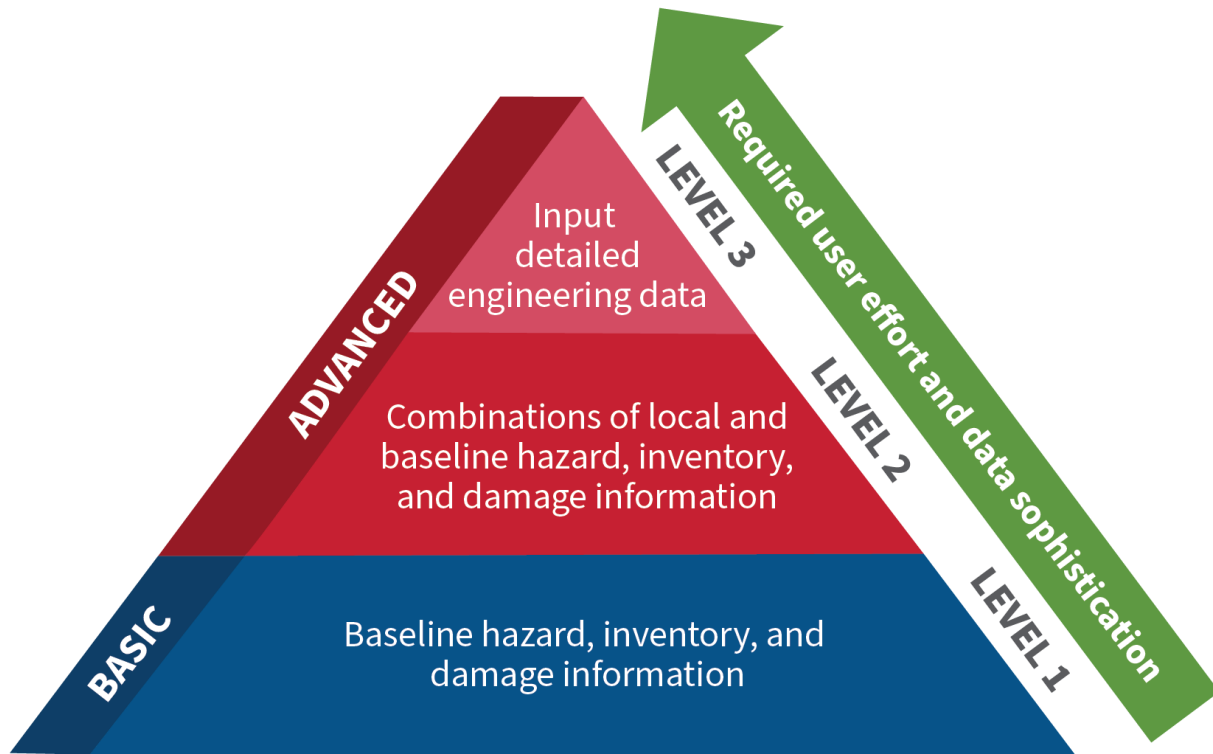 Input
detailed
engineering data
Combinations of local and
baseline hazard, inventory,
and damage information
Baseline hazard, inventory, and
damage information
ADVANCED
BASIC
LEVEL 3
LEVEL 2
LEVEL 1
Required user effort and data sophistication